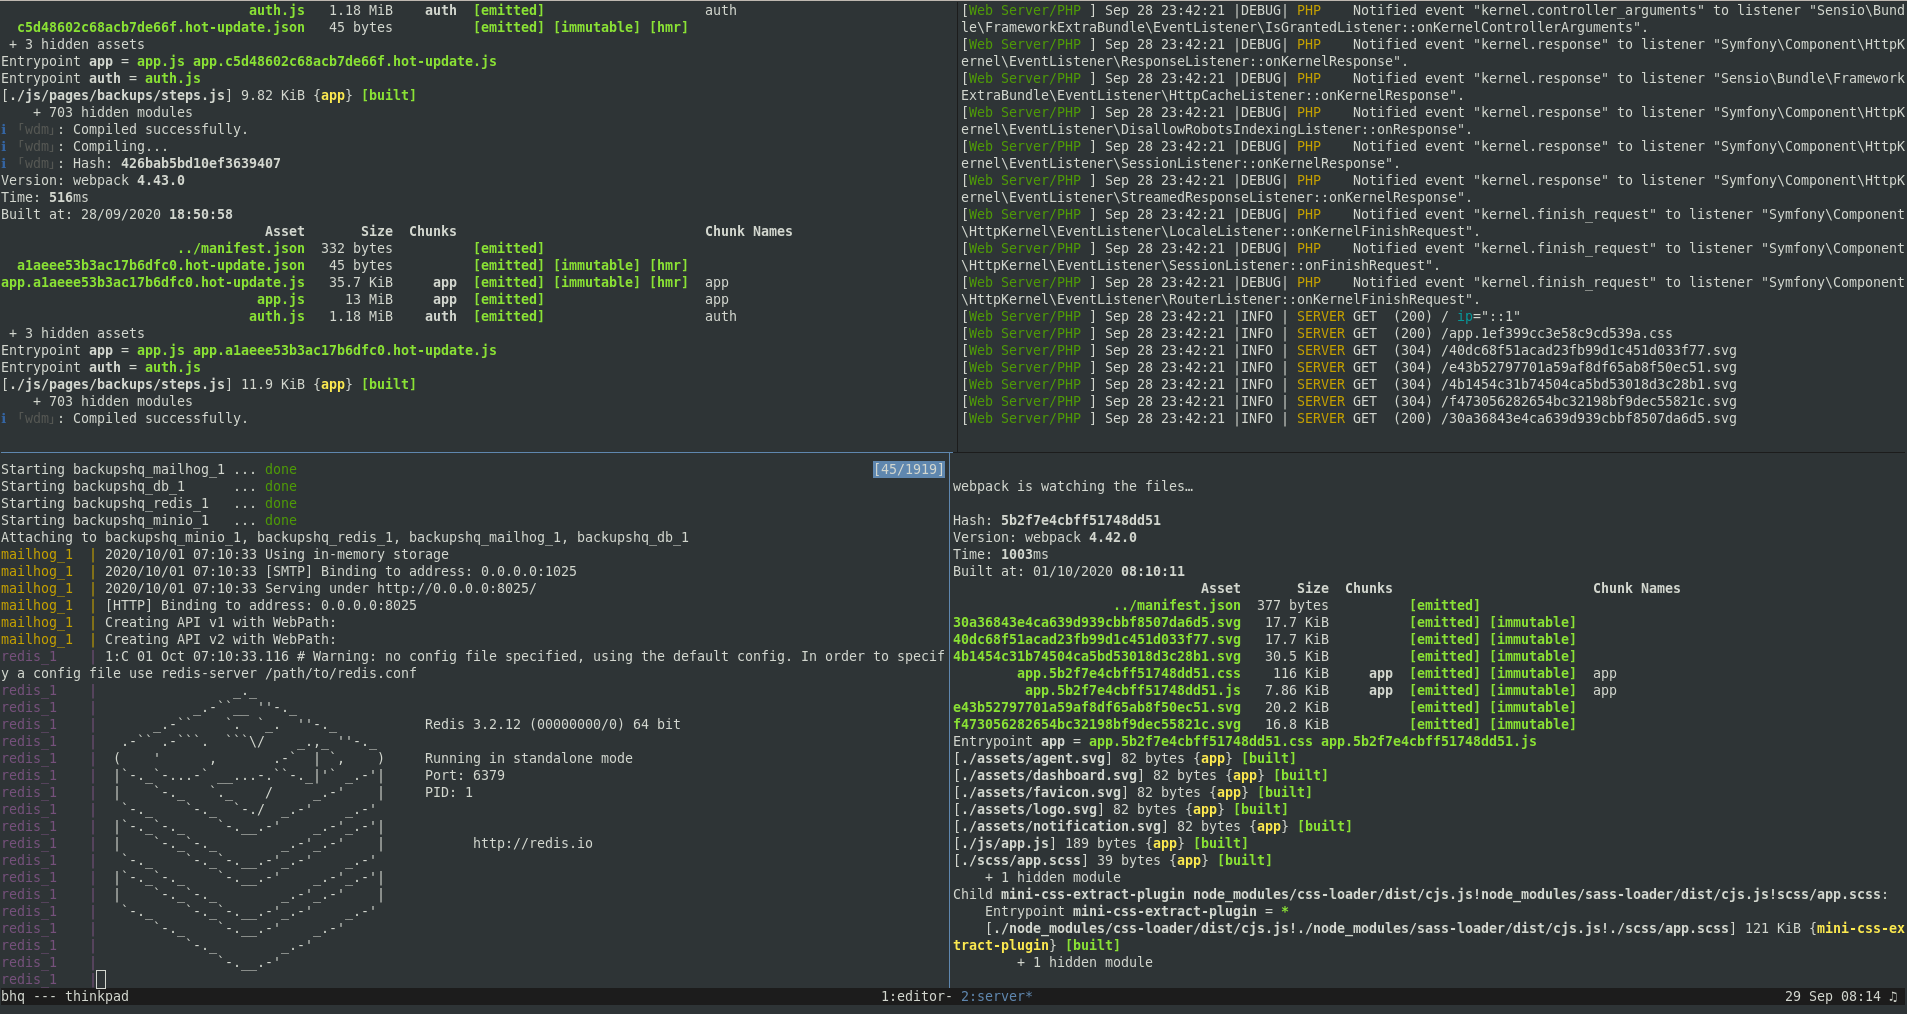 auth.js 1.18 MiB auth [emitted] auth
c5d48602c68acb7de66f.hot-update.json 45 bytes [emitted] [immutable] [hmr]
+ 3 hidden assets
Entrypoint app = app.js app.c5d48602c68acb7de66f.hot-update.js
Entrypoint auth = auth.js
[./js/pages/backups/steps.js] 9.82 KiB {app} [built]
+ 703 hidden modules
ℹ ｢wdm｣: Compiled successfully.
ℹ ｢wdm｣: Compiling...
ℹ ｢wdm｣: Hash: 426bab5bd10ef3639407
Version: webpack 4.43.0
Time: 516ms
Built at: 28/09/2020 18:50:58
Asset Size Chunks Chunk Names
../manifest.json 332 bytes [emitted]
a1aeee53b3ac17b6dfc0.hot-update.json 45 bytes [emitted] [immutable] [hmr]
app.a1aeee53b3ac17b6dfc0.hot-update.js 35.7 KiB app [emitted] [immutable] [hmr] app
app.js 13 MiB app [emitted] app
auth.js 1.18 MiB auth [emitted] auth
+ 3 hidden assets
Entrypoint app = app.js app.a1aeee53b3ac17b6dfc0.hot-update.js
Entrypoint auth = auth.js
[./js/pages/backups/steps.js] 11.9 KiB {app} [built]
+ 703 hidden modules
ℹ ｢wdm｣: Compiled successfully.
[Web Server/PHP ] Sep 28 23:42:21 |DEBUG| PHP Notified event "kernel.controller_arguments" to listener "Sensio\Bund
le\FrameworkExtraBundle\EventListener\IsGrantedListener::onKernelControllerArguments".
[Web Server/PHP ] Sep 28 23:42:21 |DEBUG| PHP Notified event "kernel.response" to listener "Symfony\Component\HttpK
ernel\EventListener\ResponseListener::onKernelResponse".
[Web Server/PHP ] Sep 28 23:42:21 |DEBUG| PHP Notified event "kernel.response" to listener "Sensio\Bundle\Framework
ExtraBundle\EventListener\HttpCacheListener::onKernelResponse".
[Web Server/PHP ] Sep 28 23:42:21 |DEBUG| PHP Notified event "kernel.response" to listener "Symfony\Component\HttpK
ernel\EventListener\DisallowRobotsIndexingListener::onResponse".
[Web Server/PHP ] Sep 28 23:42:21 |DEBUG| PHP Notified event "kernel.response" to listener "Symfony\Component\HttpK
ernel\EventListener\SessionListener::onKernelResponse".
[Web Server/PHP ] Sep 28 23:42:21 |DEBUG| PHP Notified event "kernel.response" to listener "Symfony\Component\HttpK
ernel\EventListener\StreamedResponseListener::onKernelResponse".
[Web Server/PHP ] Sep 28 23:42:21 |DEBUG| PHP Notified event "kernel.finish_request" to listener "Symfony\Component
\HttpKernel\EventListener\LocaleListener::onKernelFinishRequest".
[Web Server/PHP ] Sep 28 23:42:21 |DEBUG| PHP Notified event "kernel.finish_request" to listener "Symfony\Component
\HttpKernel\EventListener\SessionListener::onFinishRequest".
[Web Server/PHP ] Sep 28 23:42:21 |DEBUG| PHP Notified event "kernel.finish_request" to listener "Symfony\Component
\HttpKernel\EventListener\RouterListener::onKernelFinishRequest".
[Web Server/PHP ] Sep 28 23:42:21 |INFO | SERVER GET (200) / ip="::1"
[Web Server/PHP ] Sep 28 23:42:21 |INFO | SERVER GET (200) /app.1ef399cc3e58c9cd539a.css
[Web Server/PHP ] Sep 28 23:42:21 |INFO | SERVER GET (304) /40dc68f51acad23fb99d1c451d033f77.svg
[Web Server/PHP ] Sep 28 23:42:21 |INFO | SERVER GET (304) /e43b52797701a59af8df65ab8f50ec51.svg
[Web Server/PHP ] Sep 28 23:42:21 |INFO | SERVER GET (304) /4b1454c31b74504ca5bd53018d3c28b1.svg
[Web Server/PHP ] Sep 28 23:42:21 |INFO | SERVER GET (304) /f473056282654bc32198bf9dec55821c.svg
[Web Server/PHP ] Sep 28 23:42:21 |INFO | SERVER GET (200) /30a36843e4ca639d939cbbf8507da6d5.svg
Starting backupshq_mailhog_1 ... done [45/1919]
Starting backupshq_db_1 ... done
Starting backupshq_redis_1 ... done
Starting backupshq_minio_1 ... done
Attaching to backupshq_minio_1, backupshq_redis_1, backupshq_mailhog_1, backupshq_db_1
mailhog_1 | 2020/10/01 07:10:33 Using in-memory storage
mailhog_1 | 2020/10/01 07:10:33 [SMTP] Binding to address: 0.0.0.0:1025
mailhog_1 | 2020/10/01 07:10:33 Serving under http://0.0.0.0:8025/
mailhog_1 | [HTTP] Binding to address: 0.0.0.0:8025
mailhog_1 | Creating API v1 with WebPath:
mailhog_1 | Creating API v2 with WebPath:
redis_1 | 1:C 01 Oct 07:10:33.116 # Warning: no config file specified, using the default config. In order to specif
y a config file use redis-server /path/to/redis.conf
redis_1 |
redis_1 |
redis_1 | Redis 3.2.12 (00000000/0) 64 bit
redis_1 |
redis_1 | Running in standalone mode
redis_1 | Port: 6379
redis_1 | PID: 1
redis_1 |
redis_1 |
redis_1 | http://redis.io
redis_1 |
redis_1 |
redis_1 |
redis_1 |
redis_1 |
redis_1 |
redis_1 |
redis_1 |
webpack is watching the files…
Hash: 5b2f7e4cbff51748dd51
Version: webpack 4.42.0
Time: 1003ms
Built at: 01/10/2020 08:10:11
Asset Size Chunks Chunk Names
../manifest.json 377 bytes [emitted]
30a36843e4ca639d939cbbf8507da6d5.svg 17.7 KiB [emitted] [immutable]
40dc68f51acad23fb99d1c451d033f77.svg 17.7 KiB [emitted] [immutable]
4b1454c31b74504ca5bd53018d3c28b1.svg 30.5 KiB [emitted] [immutable]
app.5b2f7e4cbff51748dd51.css 116 KiB app [emitted] [immutable] app
app.5b2f7e4cbff51748dd51.js 7.86 KiB app [emitted] [immutable] app
e43b52797701a59af8df65ab8f50ec51.svg 20.2 KiB [emitted] [immutable]
f473056282654bc32198bf9dec55821c.svg 16.8 KiB [emitted] [immutable]
Entrypoint app = app.5b2f7e4cbff51748dd51.css app.5b2f7e4cbff51748dd51.js
[./assets/agent.svg] 82 bytes {app} [built]
[./assets/dashboard.svg] 82 bytes {app} [built]
[./assets/favicon.svg] 82 bytes {app} [built]
[./assets/logo.svg] 82 bytes {app} [built]
[./assets/notification.svg] 82 bytes {app} [built]
[./js/app.js] 189 bytes {app} [built]
[./scss/app.scss] 39 bytes {app} [built]
+ 1 hidden module
Child mini-css-extract-plugin node_modules/css-loader/dist/cjs.js!node_modules/sass-loader/dist/cjs.js!scss/app.scss:
Entrypoint mini-css-extract-plugin = *
[./node_modules/css-loader/dist/cjs.js!./node_modules/sass-loader/dist/cjs.js!./scss/app.scss] 121 KiB {mini-css-ex
tract-plugin} [built]
+ 1 hidden module
bhq --- thinkpad 1:editor- 2:server* 29 Sep 08:14 ♫